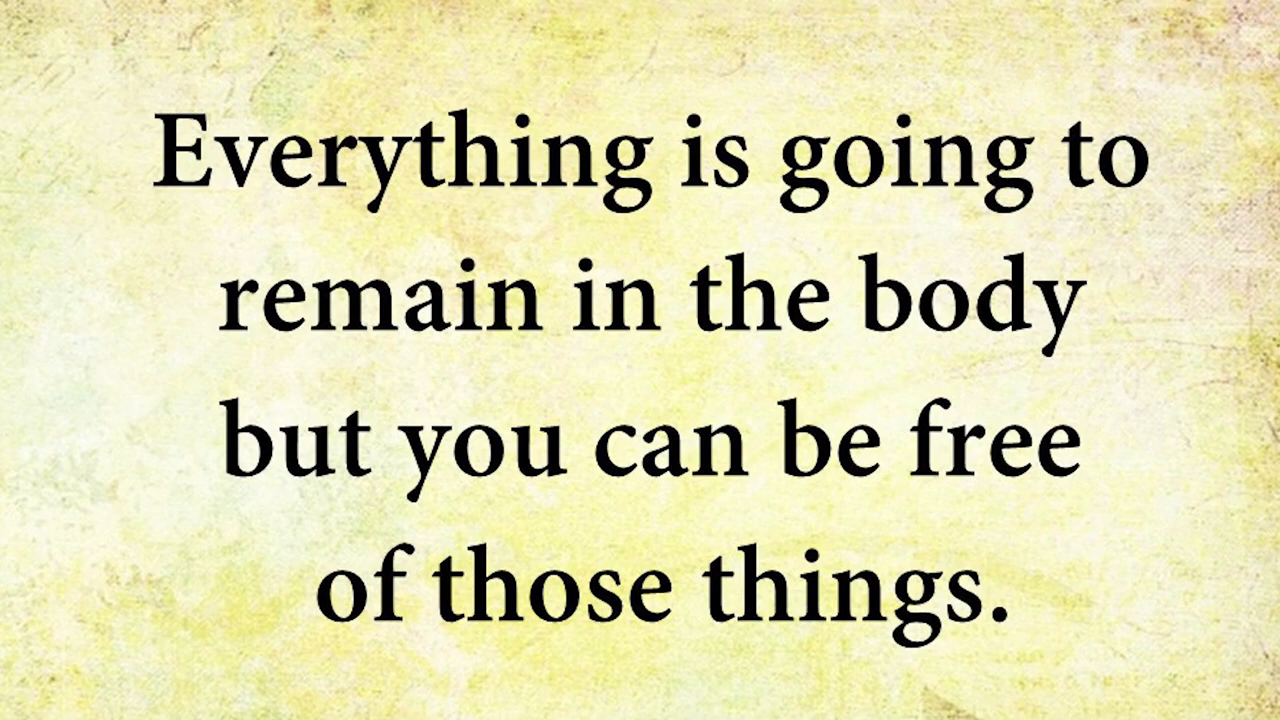 Everything is going to
remain in the body
but you can be free
of those things.